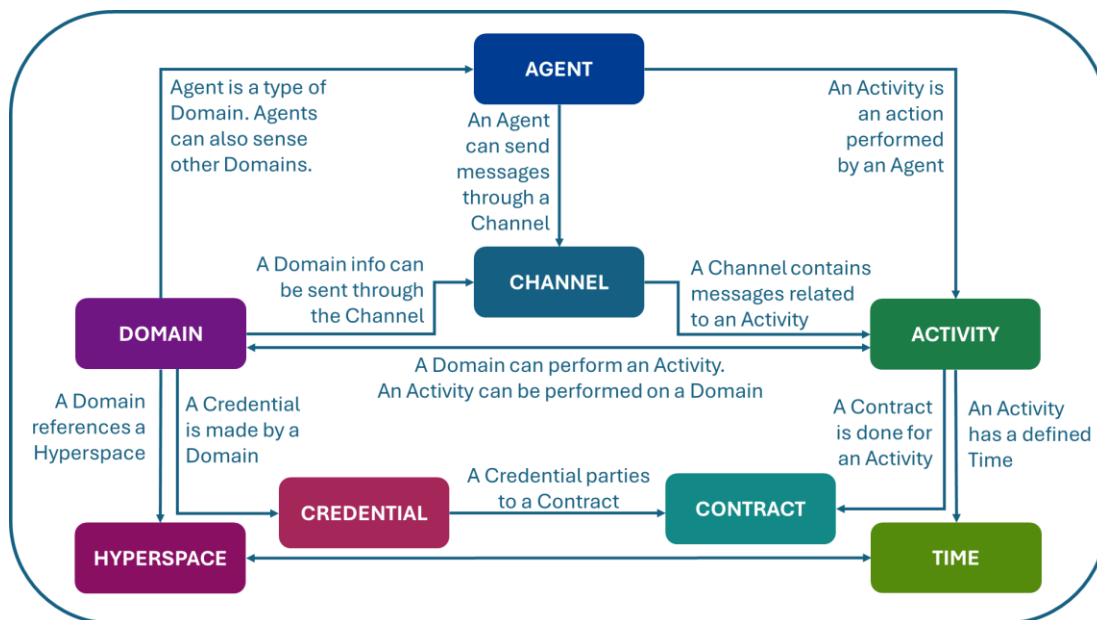 AGENT
Agent is a type of
Domain. Agents
can also sense
other Domains.
An Agent
can send
messages
through a
Channel
An Activity is
an action
performed
by an Agent
A Domain info can
be sent through
the Channel
CHANNEL
A Channel contains
messages related
to an Activity
DOMAIN
ACTIVITY
A Domain can perform an Activity.
An Activity can be performed on a Domain
A Domain
references a
Hyperspace
A Credential
is made by a
Domain
A Contract
is done for
an Activity
An Activity
has a defined
Time
CREDENTIAL
A Credential parties
to a Contract
CONTRACT
HYPERSPACE
TIME